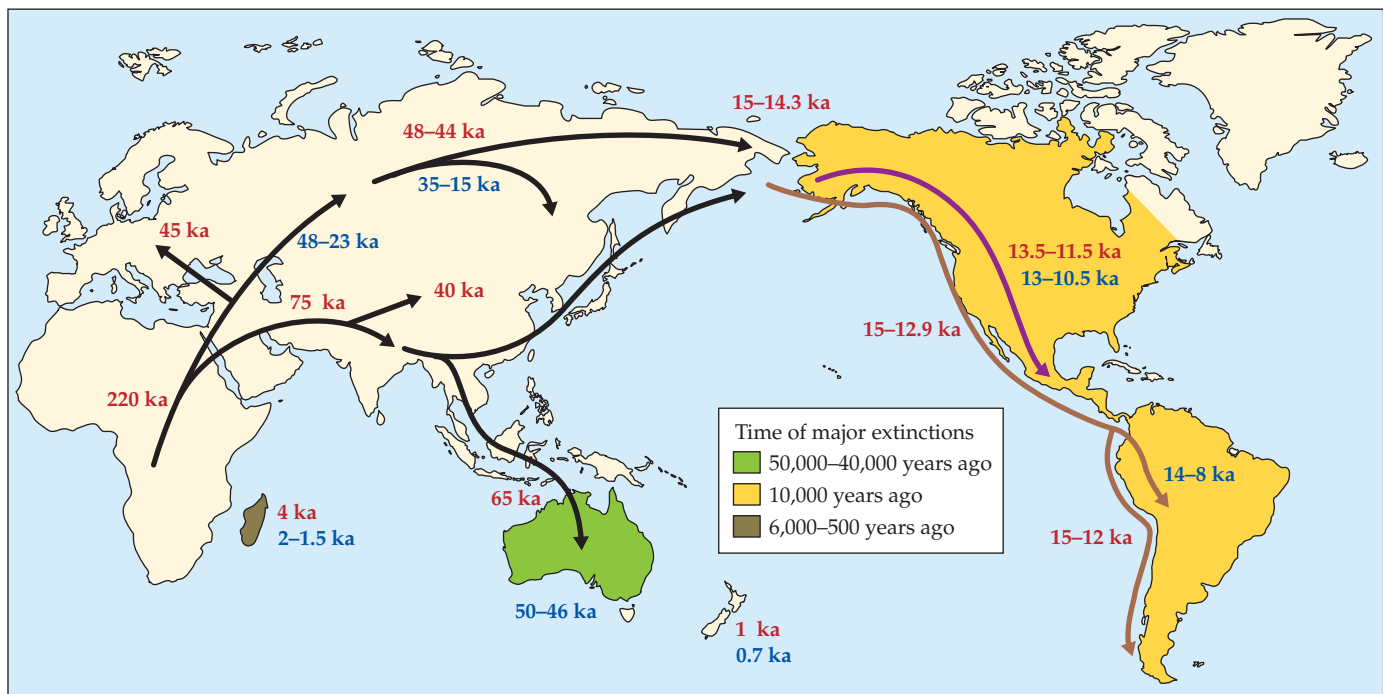 15–14.3 ka
48–44 ka
35–15 ka
45 ka
48–23 ka
75 ka
40 ka
13.5–11.5 ka
13–10.5 ka
15–12.9 ka
220 ka
Time of major extinctions
50,000–40,000 years ago
10,000 years ago
6,000–500 years ago
14–8 ka
65 ka
4 ka
2–1.5 ka
15–12 ka
50–46 ka
1 ka
0.7 ka